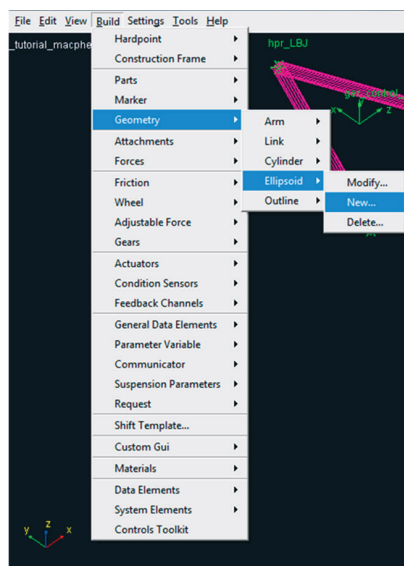 File Edit View Build Settings Tools Help
_tutorial_macphe
hpr_LBJ
Hardpoint
Construction Frame
Parts
Marker
Geometry
Attachments
Forces
Friction
Wheel
Adjustable Force
Gears
Actuators
Condition Sensors
Feedback Channels
General Data Elements
Parameter Variable
Communicator
Suspension Parameters
Request
Shift Template...
Custom Gui
Materials
Data Elements
System Elements
Controls Toolkit
Arm
Link
Cylinder
Ellipsoid
Outline
Modify...
New...
Delete...
x
y
z
y
z
x